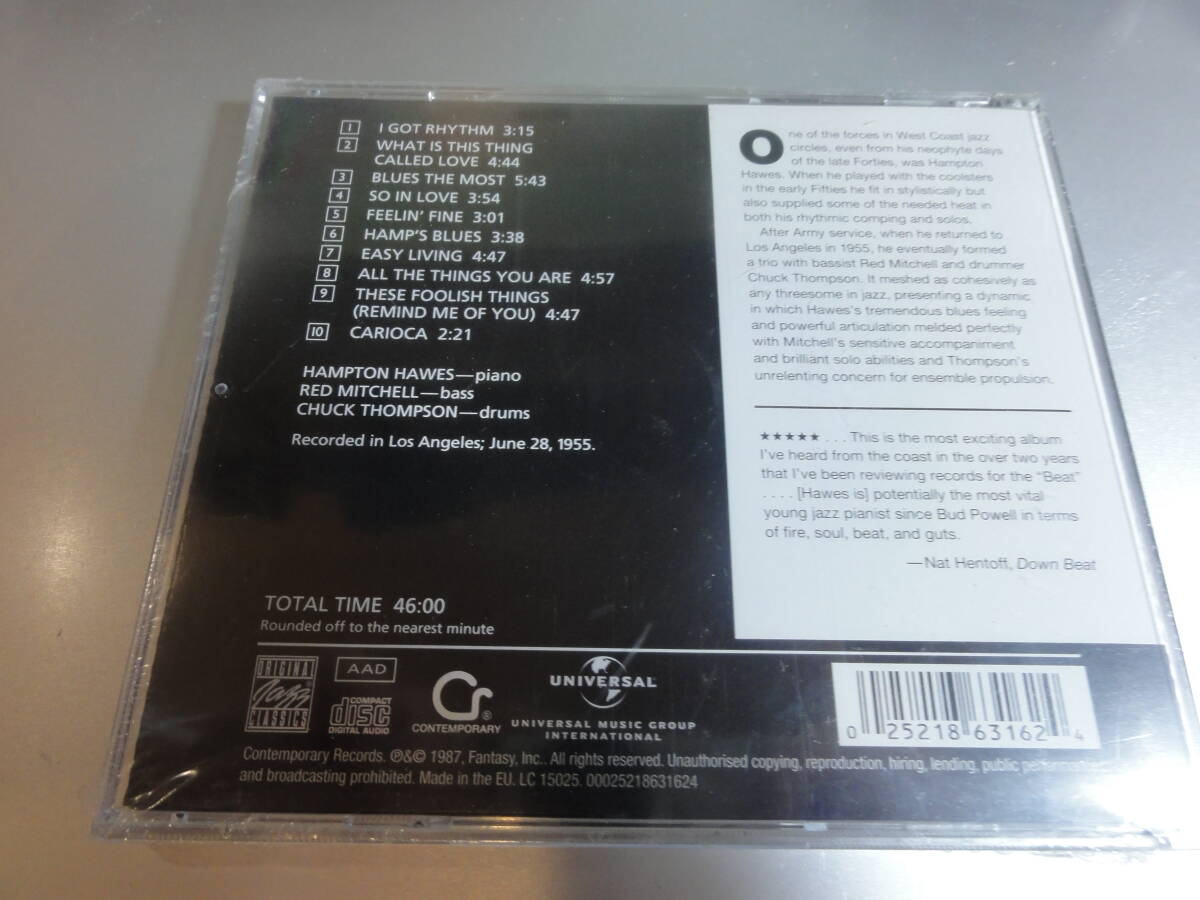 1 I GOT RHYTHM 3:15
2 WHAT IS THIS THING
CALLED LOVE 4:44
3 BLUES THE MOST 5:43
4 SO IN LOVE 3:54
5 FEELIN' FINE 3:01
6 HAMP'S BLUES 3:38
7 EASY LIVING 4:47
8 ALL THE THINGS YOU ARE 4:57
9 THESE FOOLISH THINGS
(REMIND ME OF YOU) 4:47
10 CARIOCA 2:21
HAMPTON HAWES—piano
RED MITCHELL—bass
CHUCK THOMPSON—drums
Recorded in Los Angeles; June 28, 1955.
TOTAL TIME 46:00
Rounded off to the nearest minute
One of the forces in West Coast jazz
circles, even from his neophyte days
of the late Forties, was Hampton
Hawes. When he played with the coolsters
in the early Fifties he fit in stylistically but
also supplied some of the needed heat in
both his rhythmic comping and solos.
After Army service, when he returned to
Los Angeles in 1955, he eventually formed
a trio with bassist Red Mitchell and drummer
Chuck Thompson. It meshed as cohesively as
any threesome in jazz, presenting a dynamic
in which Hawes's tremendous blues feeling
and powerful articulation melded perfectly
with Mitchell's sensitive accompaniment
and brilliant solo abilities and Thompson's
unrelenting concern for ensemble propulsion.
★★★★★ . . . This is the most exciting album
I've heard from the coast in the over two years
that I've been reviewing records for the "Beat"
. . . . [Hawes is] potentially the most vital
young jazz pianist since Bud Powell in terms
of fire, soul, beat, and guts.
—Nat Hentoff, Down Beat
ORIGINAL
Jazz
CLASSICS
AAD
COMPACT
disc
DIGITAL AUDIO
Cr®
CONTEMPORARY
UNIVERSAL
UNIVERSAL MUSIC GROUP
INTERNATIONAL
0 25218 63162 4
Contemporary Records. ℗&© 1987, Fantasy, Inc.. All rights reserved. Unauthorised copying, reproduction, hiring, lending, public performance
and broadcasting prohibited. Made in the EU. LC 15025. 00025218631624